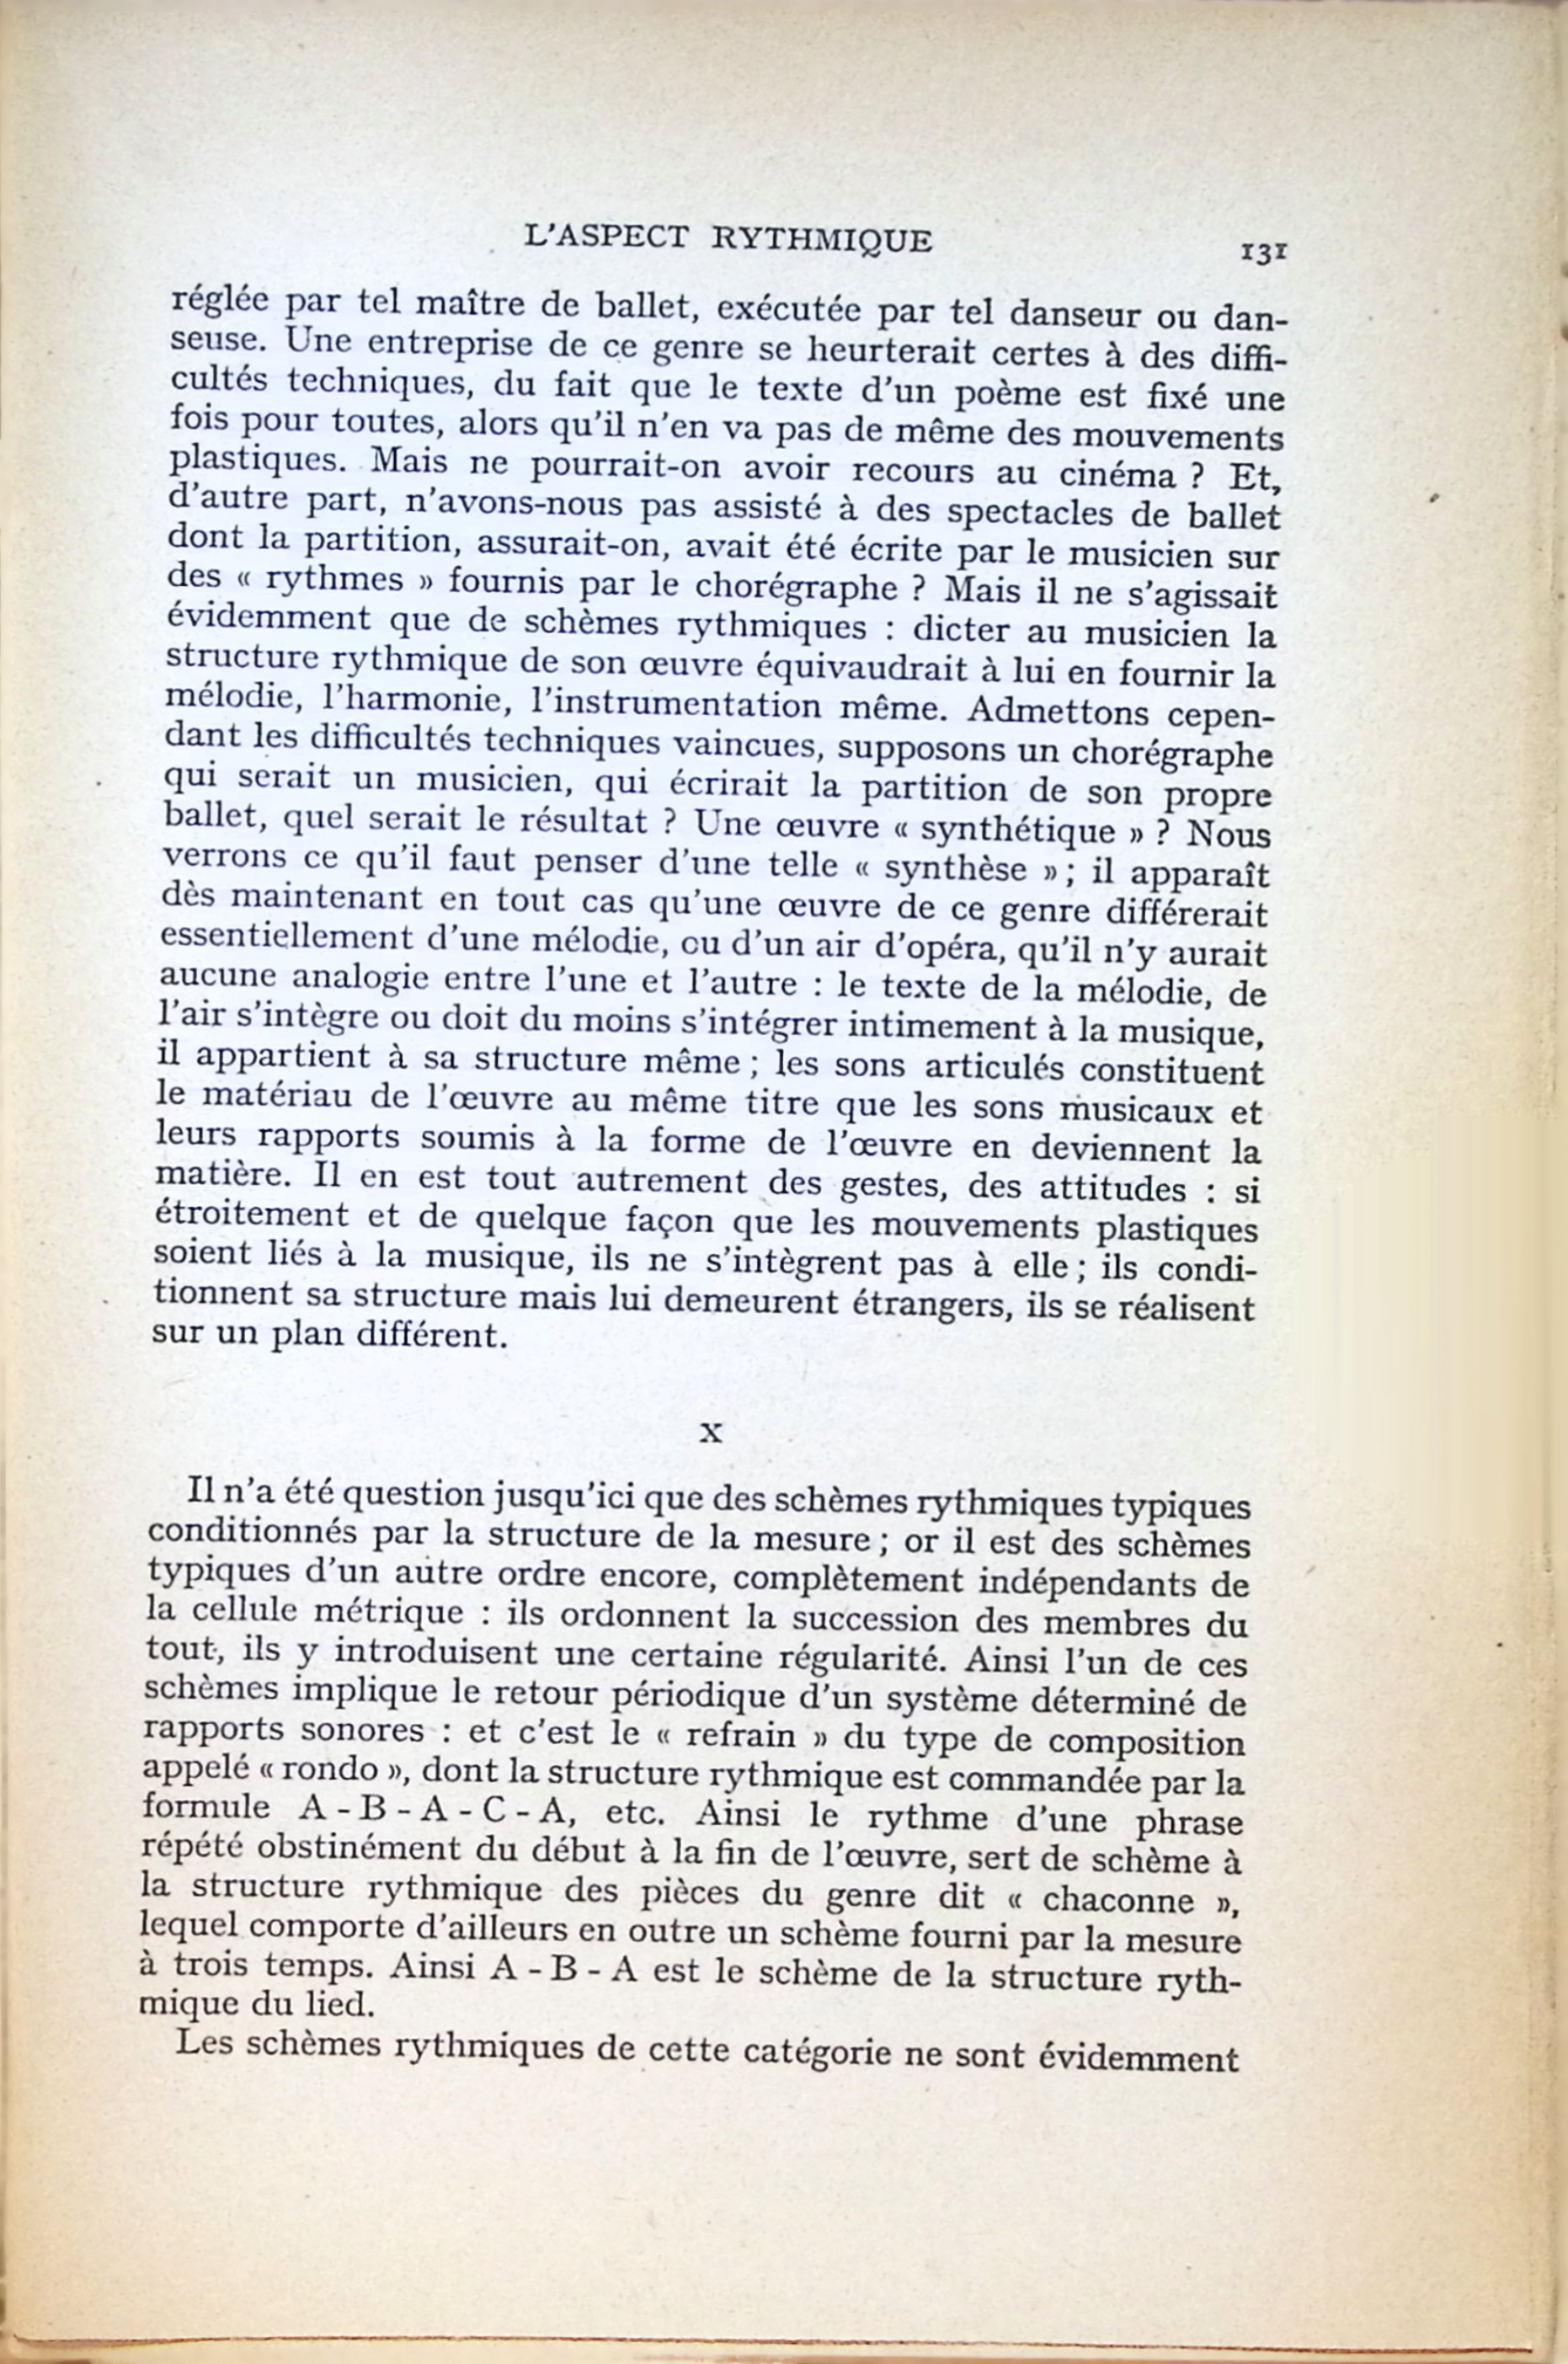 L'ASPECT RYTHMIQUE 131
réglée par tel maître de ballet, exécutée par tel danseur ou dan-
seuse. Une entreprise de ce genre se heurterait certes à des diffi-
cultés techniques, du fait que le texte d'un poème est fixé une
fois pour toutes, alors qu'il n'en va pas de même des mouvements
plastiques. Mais ne pourrait-on avoir recours au cinéma ? Et,
d'autre part, n'avons-nous pas assisté à des spectacles de ballet
dont la partition, assurait-on, avait été écrite par le musicien sur
des « rythmes » fournis par le chorégraphe ? Mais il ne s'agissait
évidemment que de schèmes rythmiques : dicter au musicien la
structure rythmique de son œuvre équivaudrait à lui en fournir la
mélodie, l'harmonie, l'instrumentation même. Admettons cepen-
dant les difficultés techniques vaincues, supposons un chorégraphe
qui serait un musicien, qui écrirait la partition de son propre
ballet, quel serait le résultat ? Une œuvre « synthétique » ? Nous
verrons ce qu'il faut penser d'une telle « synthèse » ; il apparaît
dès maintenant en tout cas qu'une œuvre de ce genre différerait
essentiellement d'une mélodie, ou d'un air d'opéra, qu'il n'y aurait
aucune analogie entre l'une et l'autre : le texte de la mélodie, de
l'air s'intègre ou doit du moins s'intégrer intimement à la musique,
il appartient à sa structure même ; les sons articulés constituent
le matériau de l'œuvre au même titre que les sons musicaux et
leurs rapports soumis à la forme de l'œuvre en deviennent la
matière. Il en est tout autrement des gestes, des attitudes : si
étroitement et de quelque façon que les mouvements plastiques
soient liés à la musique, ils ne s'intègrent pas à elle ; ils condi-
tionnent sa structure mais lui demeurent étrangers, ils se réalisent
sur un plan différent.
X
Il n'a été question jusqu'ici que des schèmes rythmiques typiques
conditionnés par la structure de la mesure ; or il est des schèmes
typiques d'un autre ordre encore, complètement indépendants de
la cellule métrique : ils ordonnent la succession des membres du
tout, ils y introduisent une certaine régularité. Ainsi l'un de ces
schèmes implique le retour périodique d'un système déterminé de
rapports sonores : et c'est le « refrain » du type de composition
appelé « rondo », dont la structure rythmique est commandée par la
formule A - B - A - C - A, etc. Ainsi le rythme d'une phrase
répété obstinément du début à la fin de l'œuvre, sert de schème à
la structure rythmique des pièces du genre dit « chaconne »,
lequel comporte d'ailleurs en outre un schème fourni par la mesure
à trois temps. Ainsi A - B - A est le schème de la structure ryth-
mique du lied.
Les schèmes rythmiques de cette catégorie ne sont évidemment